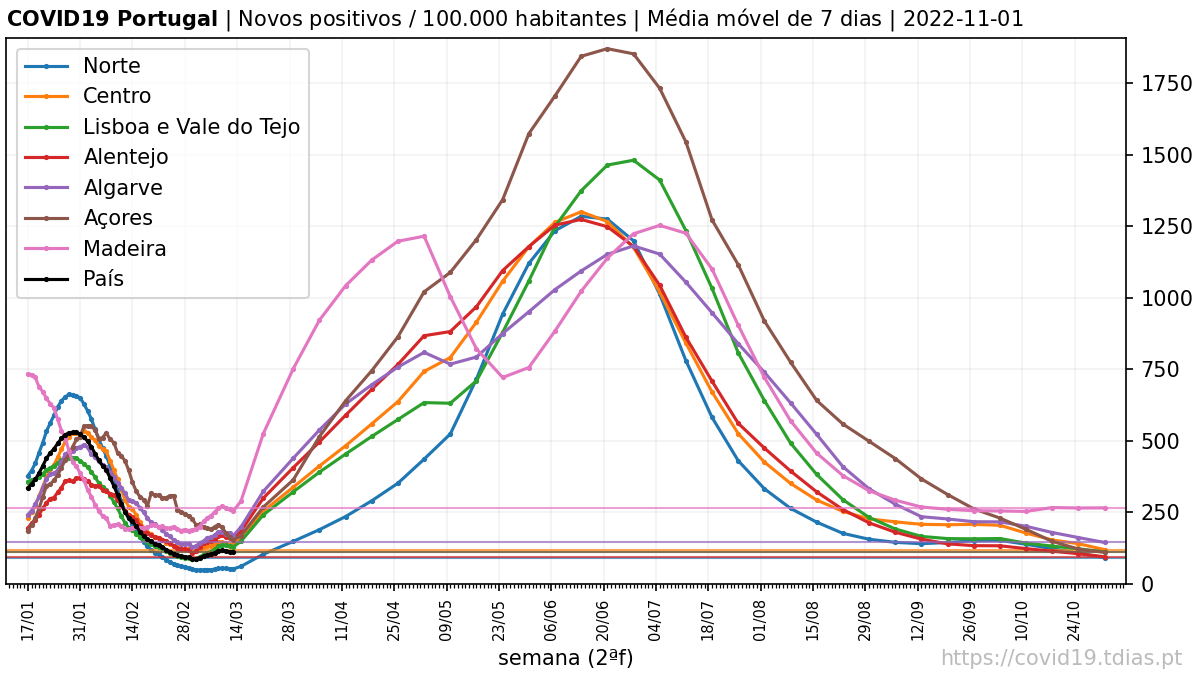 COVID19 Portugal | Novos positivos / 100.000 habitantes | Média móvel de 7 dias | 2022-11-01
Norte
Centro
Lisboa e Vale do Tejo
Alentejo
Algarve
Açores
Madeira
País
1750
1500
1250
1000
750
500
250
0
17/01
31/01
14/02
28/02
14/03
28/03
11/04
25/04
09/05
23/05
06/06
20/06
04/07
18/07
01/08
15/08
29/08
12/09
26/09
10/10
24/10
semana (2ªf)
https://covid19.tdias.pt